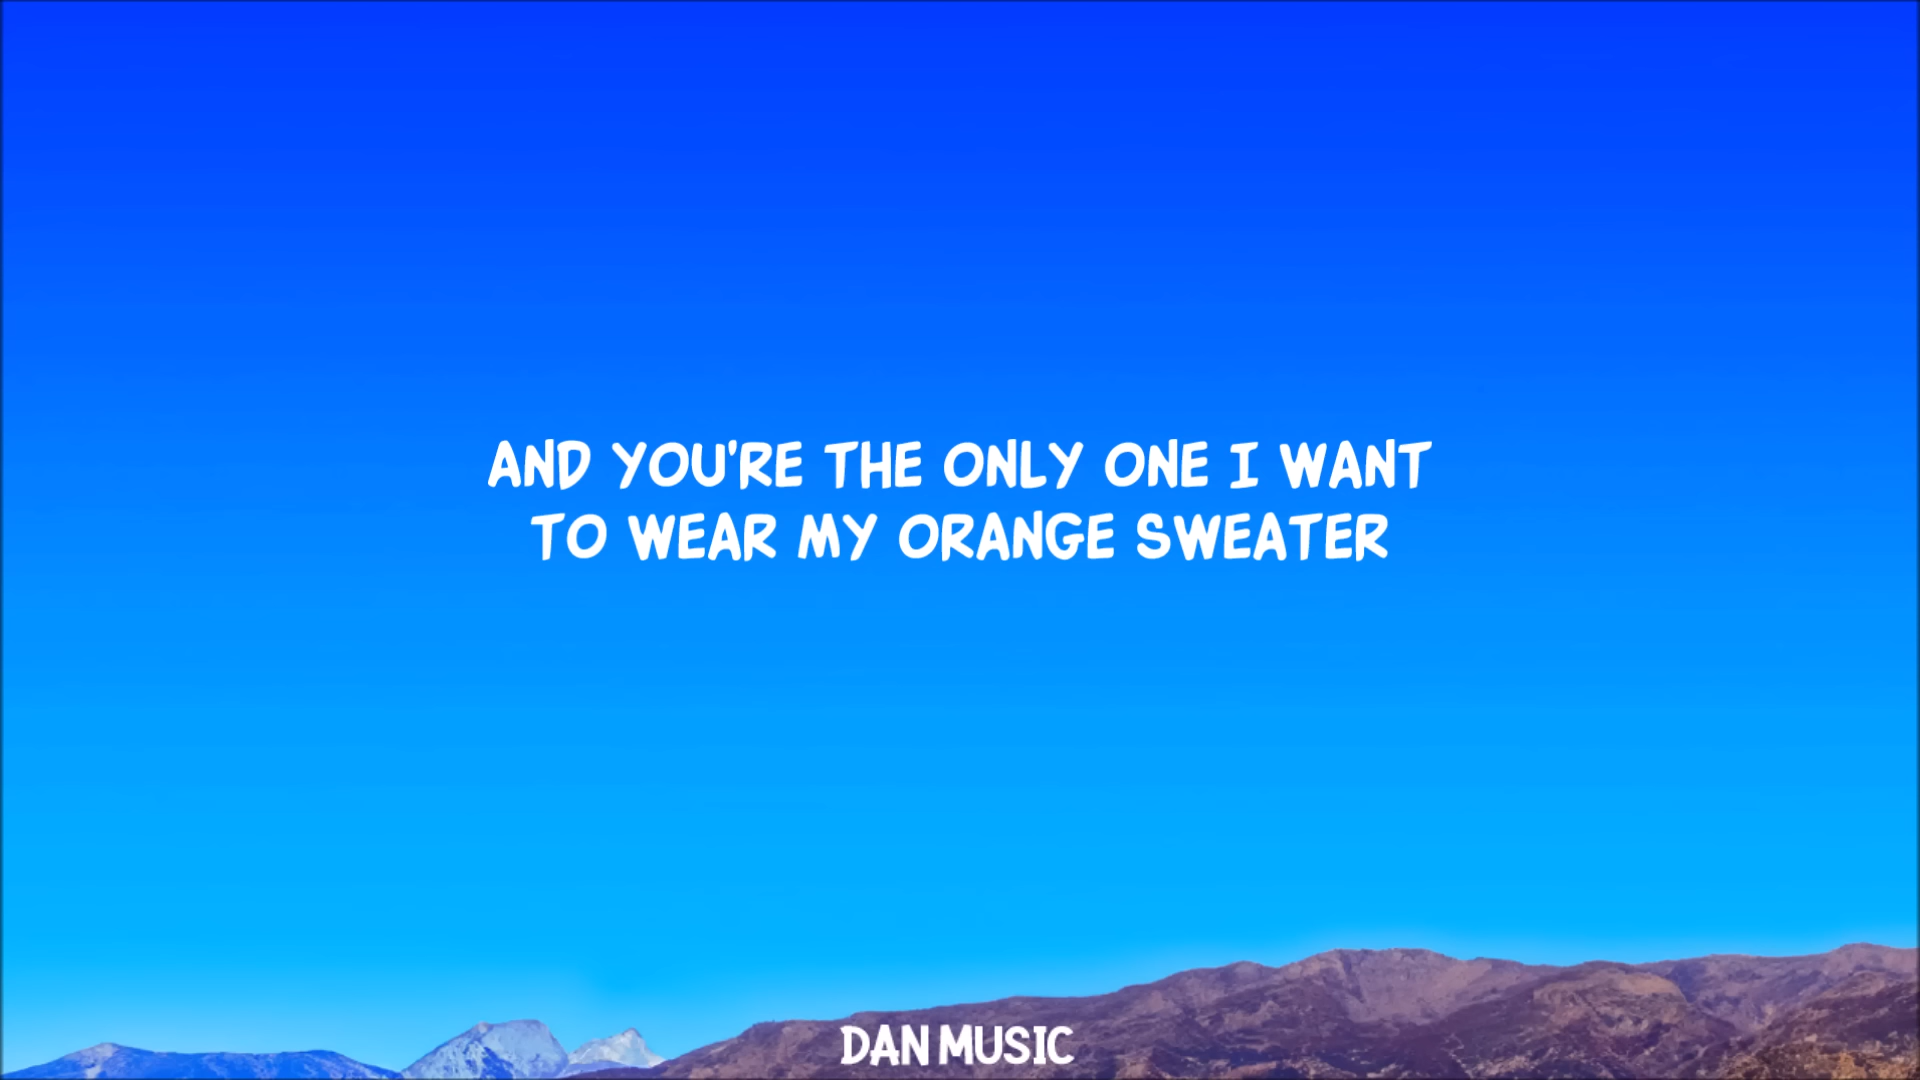 AND YOU'RE THE ONLY ONE I WANT
TO WEAR MY ORANGE SWEATER
DAN MUSIC